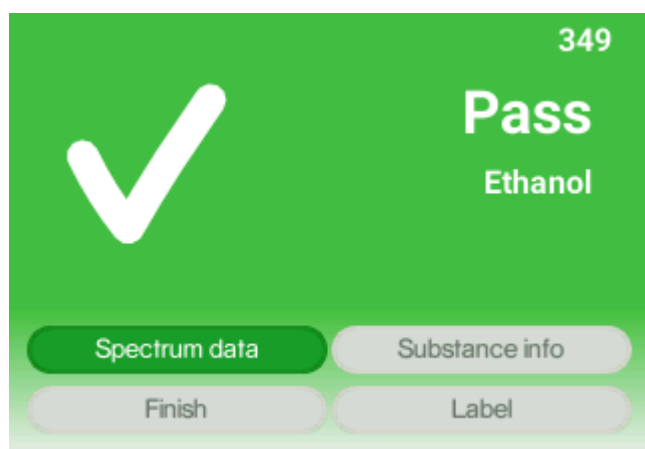 349
Pass
Ethanol
Spectrum data
Substance info
Finish
Label